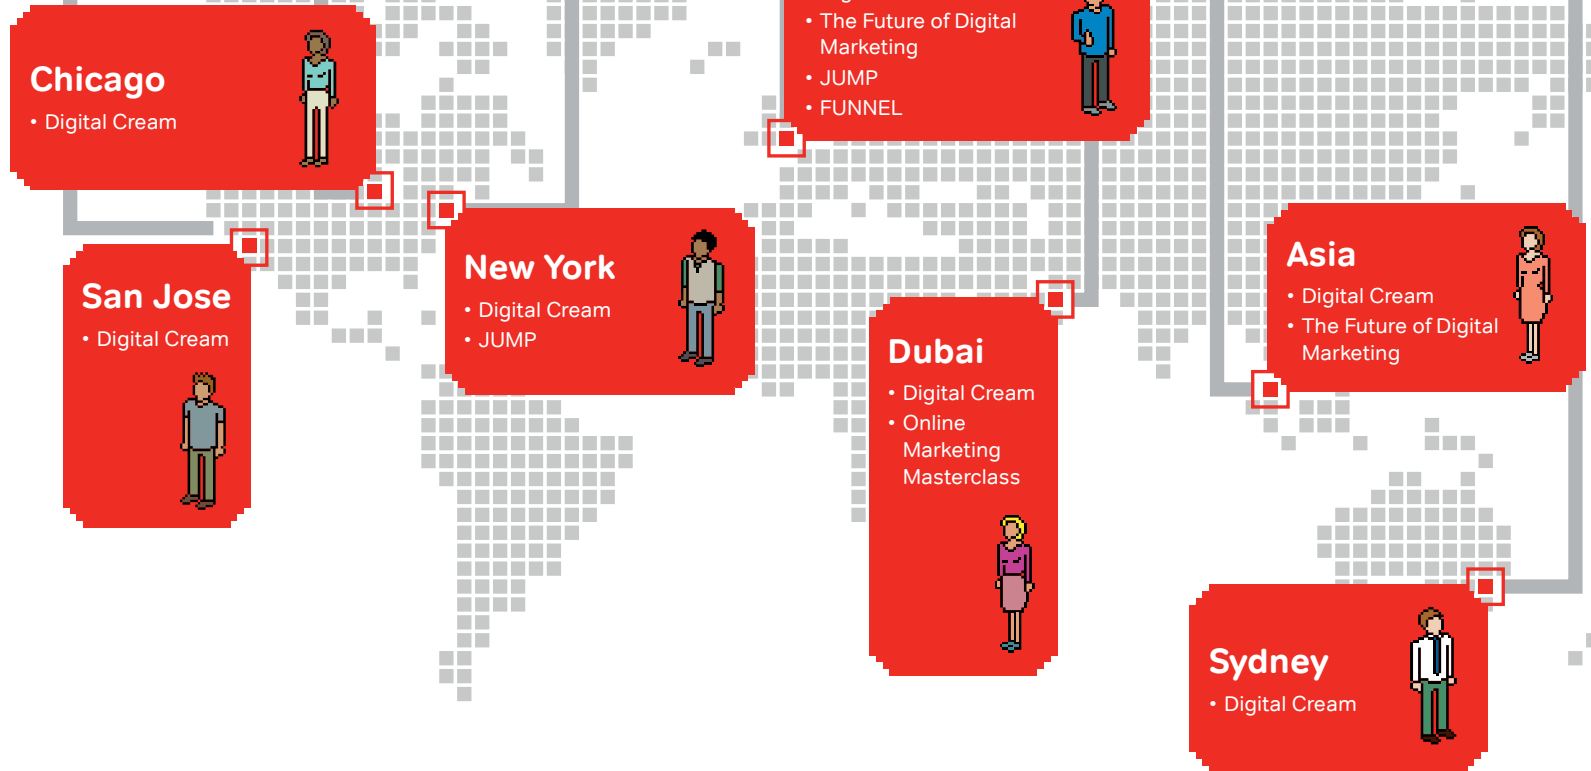 • The Future of Digital
Marketing
• JUMP
• FUNNEL
Chicago
• Digital Cream
San Jose
• Digital Cream
New York
• Digital Cream
• JUMP
Dubai
• Digital Cream
• Online
Marketing
Masterclass
Asia
• Digital Cream
• The Future of Digital
Marketing
Sydney
• Digital Cream